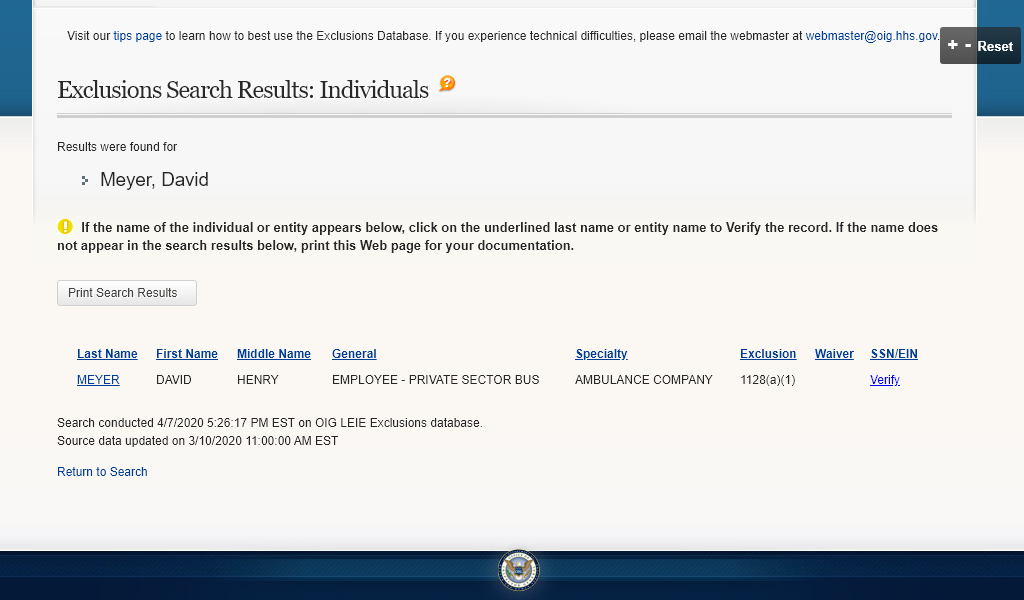 Visit our tips page to learn how to best use the Exclusions Database. If you experience technical difficulties, please email the webmaster at webmaster@oig.hhs.gov.
+ - Reset
Exclusions Search Results: Individuals
Results were found for
Meyer, David
If the name of the individual or entity appears below, click on the underlined last name or entity name to Verify the record. If the name does
not appear in the search results below, print this Web page for your documentation.
Print Search Results
Last Name First Name Middle Name General Specialty Exclusion Waiver SSN/EIN
MEYER DAVID HENRY EMPLOYEE - PRIVATE SECTOR BUS AMBULANCE COMPANY 1128(a)(1) Verify
Search conducted 4/7/2020 5:26:17 PM EST on OIG LEIE Exclusions database.
Source data updated on 3/10/2020 11:00:00 AM EST
Return to Search